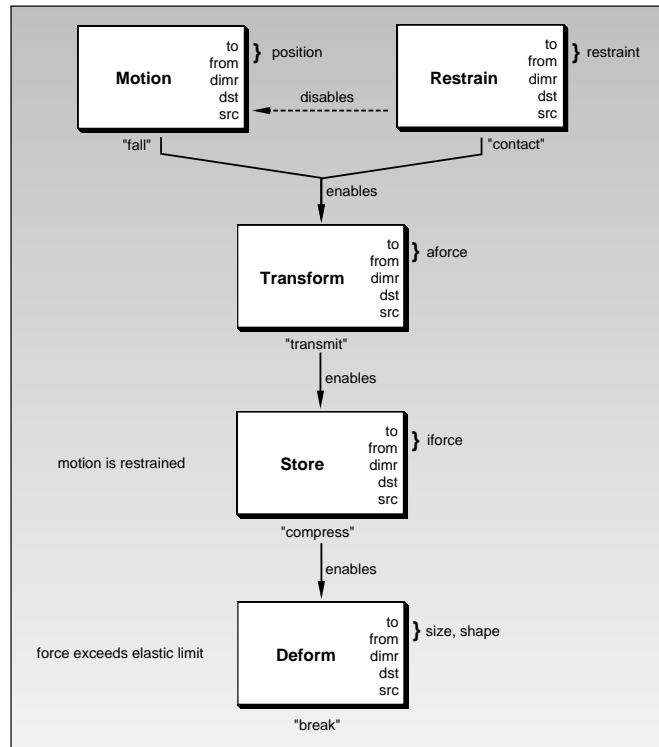 Motion
to
from
dimr
dst
src
} position
"fall"
disables
Restrain
to
from
dimr
dst
src
} restraint
"contact"
enables
Transform
to
from
dimr
dst
src
} aforce
"transmit"
enables
motion is restrained
Store
to
from
dimr
dst
src
} iforce
"compress"
enables
force exceeds elastic limit
Deform
to
from
dimr
dst
src
} size, shape
"break"